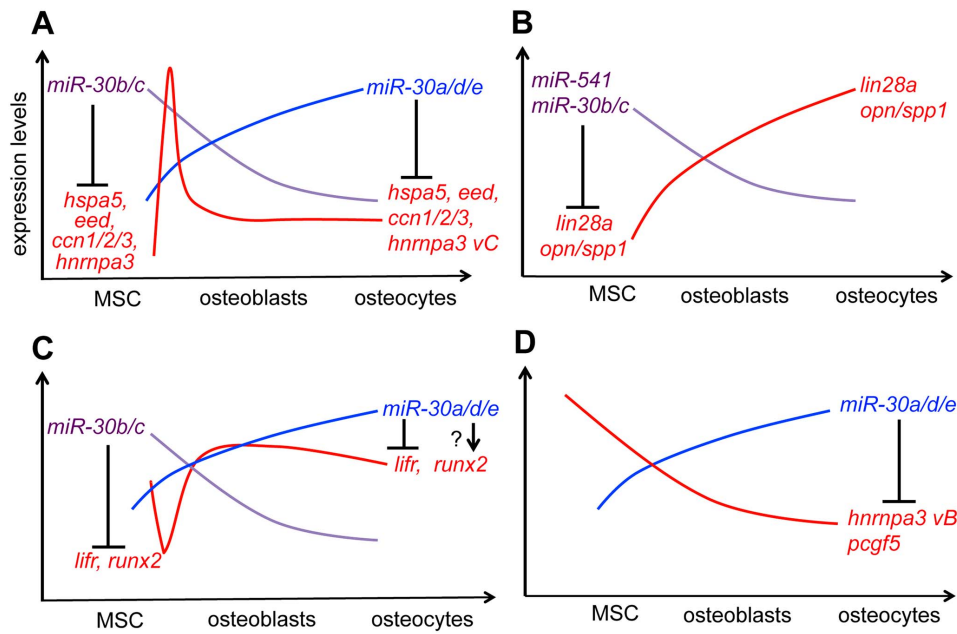 A
expression levels
miR-30b/c
miR-30a/d/e
hspa5,
eed,
ccn1/2/3,
hnrnpa3
hspa5, eed,
ccn1/2/3,
hnrnpa3 vC
MSC
osteoblasts
osteocytes
B
miR-541
miR-30b/c
lin28a
opn/spp1
lin28a
opn/spp1
MSC
osteoblasts
osteocytes
C
miR-30b/c
miR-30a/d/e
?
lifr, runx2
lifr, runx2
MSC
osteoblasts
osteocytes
D
miR-30a/d/e
hnrnpa3 vB
pcgf5
MSC
osteoblasts
osteocytes